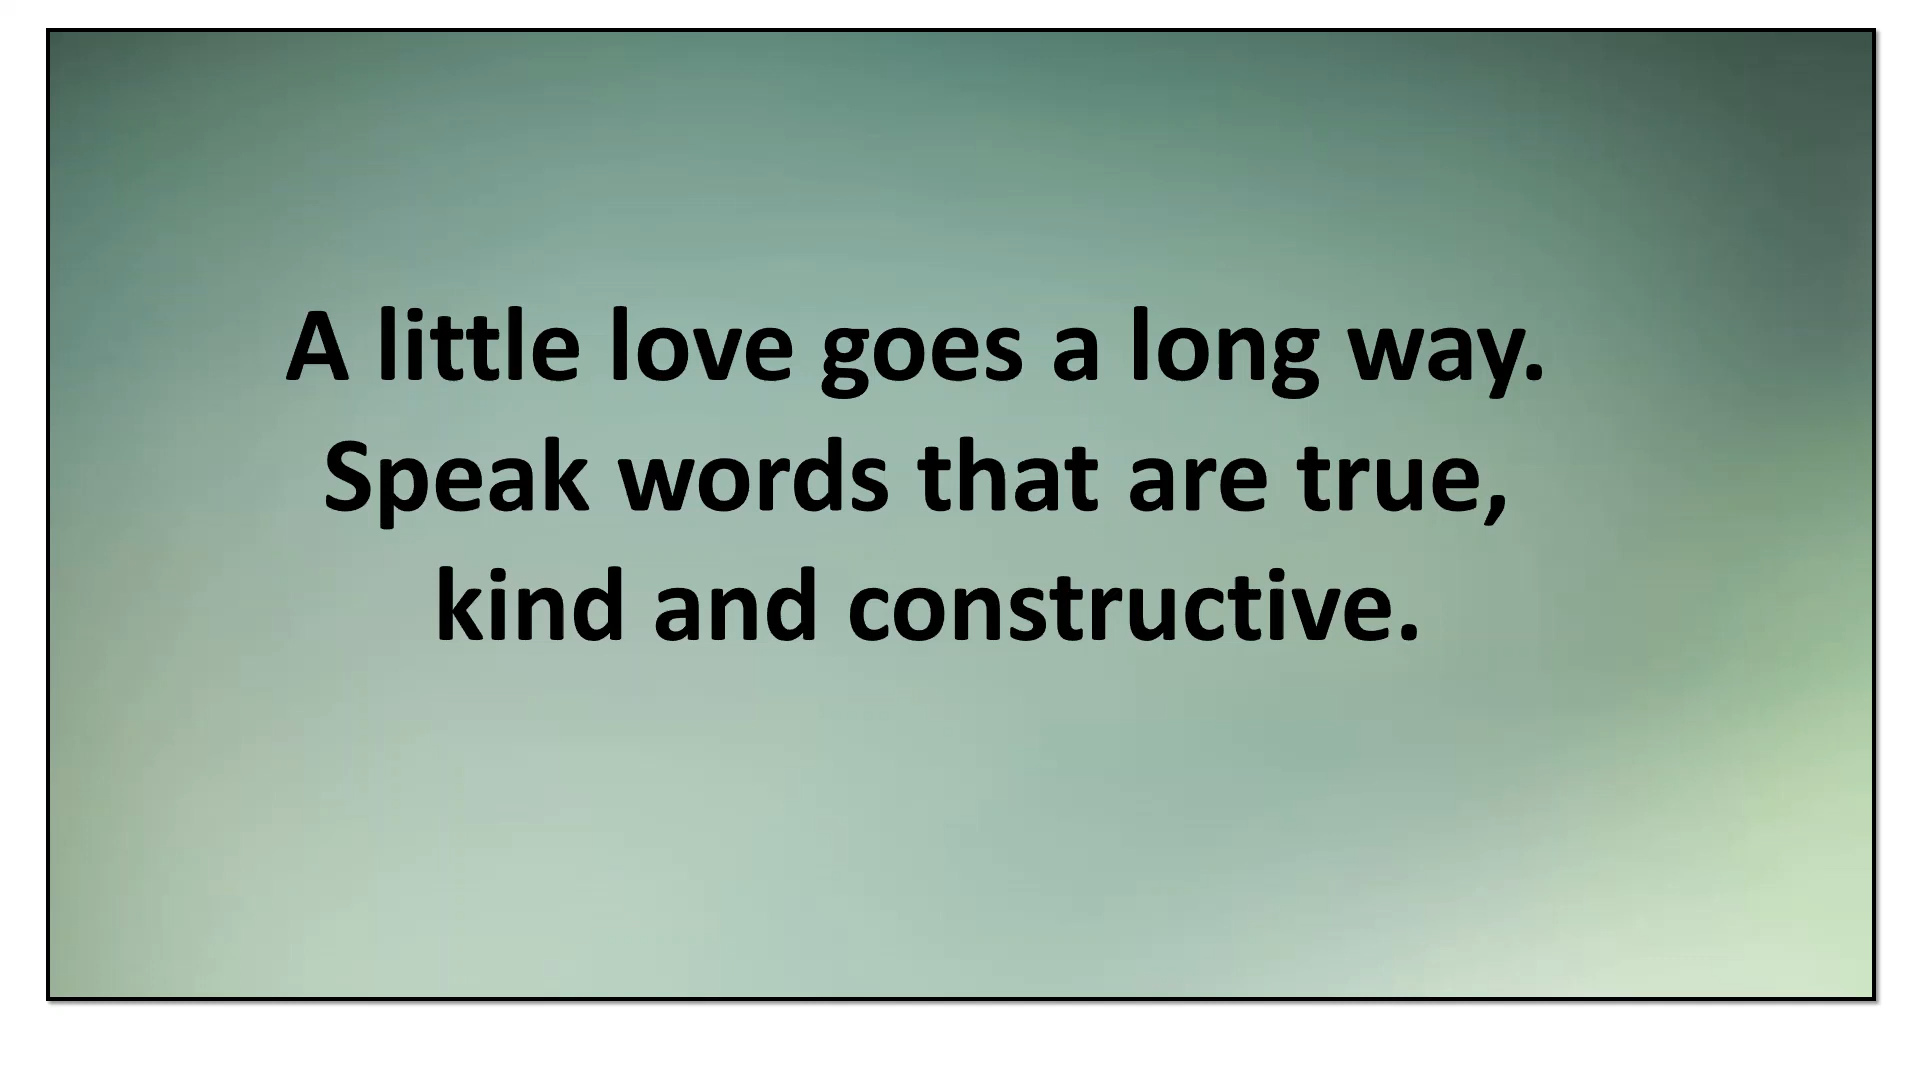 A little love goes a long way.
Speak words that are true,
kind and constructive.